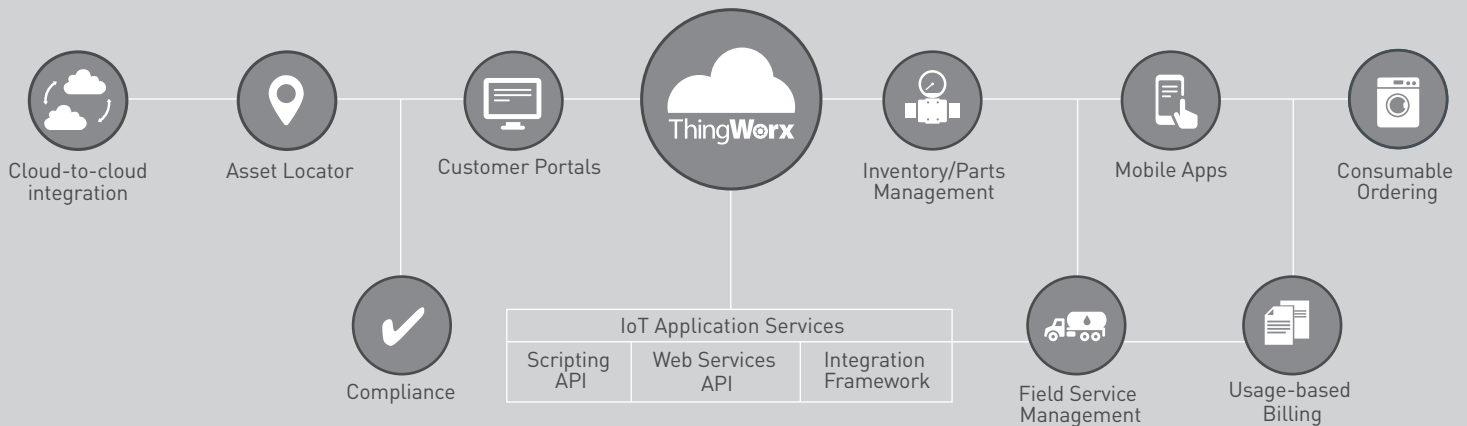 ThingWorx
Cloud-to-cloud
integration
Asset Locator
Customer Portals
Inventory/Parts
Management
Mobile Apps
Consumable
Ordering
Compliance
IoT Application Services
Scripting
API
Web Services
API
Integration
Framework
Field Service
Management
Usage-based
Billing